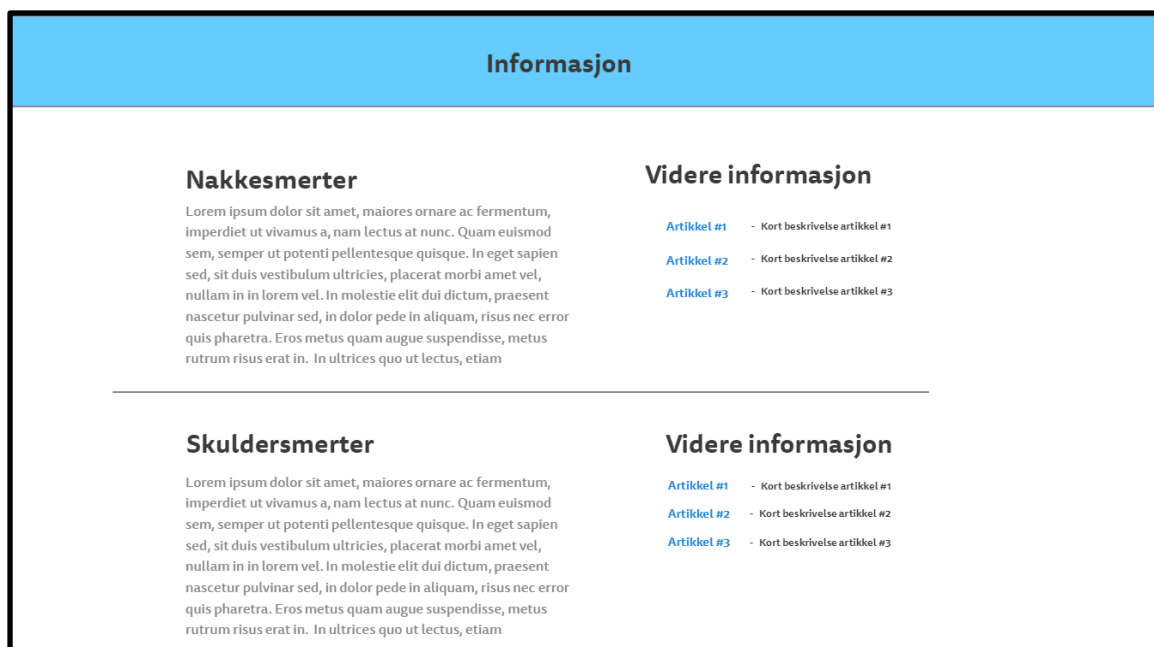 Informasjon
Nakkesmerter
Lorem ipsum dolor sit amet, maiores ornare ac fermentum,
imperdiet ut vivamus a, nam lectus at nunc. Quam euismod
sem, semper ut potenti pellentesque quisque. In eget sapien
sed, sit duis vestibulum ultricies, placerat morbi amet vel,
nullam in in lorem vel. In molestie elit dui dictum, praesent
nascetur pulvinar sed, in dolor pede in aliquam, risus nec error
quis pharetra. Eros metus quam augue suspendisse, metus
rutrum risus erat in. In ultrices quo ut lectus, etiam
Videre informasjon
Artikkel #1 - Kort beskrivelse artikkel #1
Artikkel #2 - Kort beskrivelse artikkel #2
Artikkel #3 - Kort beskrivelse artikkel #3
Skuldersmerter
Lorem ipsum dolor sit amet, maiores ornare ac fermentum,
imperdiet ut vivamus a, nam lectus at nunc. Quam euismod
sem, semper ut potenti pellentesque quisque. In eget sapien
sed, sit duis vestibulum ultricies, placerat morbi amet vel,
nullam in in lorem vel. In molestie elit dui dictum, praesent
nascetur pulvinar sed, in dolor pede in aliquam, risus nec error
quis pharetra. Eros metus quam augue suspendisse, metus
rutrum risus erat in. In ultrices quo ut lectus, etiam
Videre informasjon
Artikkel #1 - Kort beskrivelse artikkel #1
Artikkel #2 - Kort beskrivelse artikkel #2
Artikkel #3 - Kort beskrivelse artikkel #3